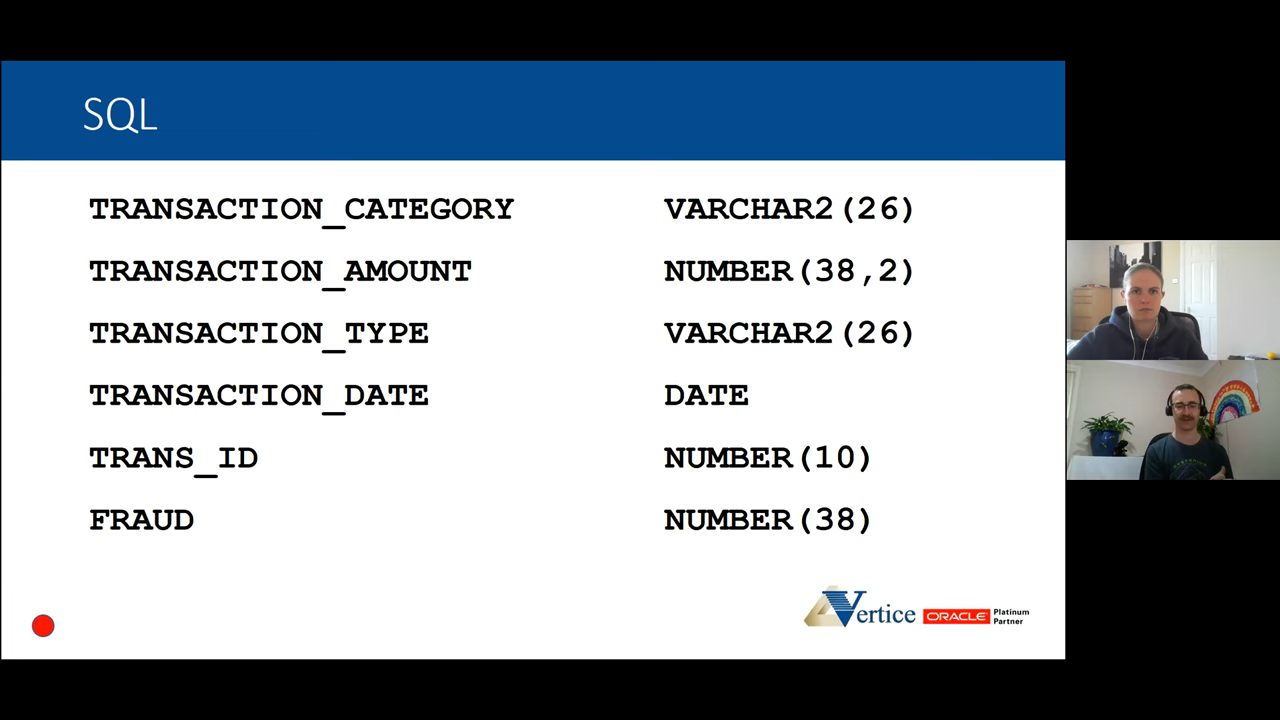 SQL
TRANSACTION_CATEGORY VARCHAR2(26)
TRANSACTION_AMOUNT NUMBER(38,2)
TRANSACTION_TYPE VARCHAR2(26)
TRANSACTION_DATE DATE
TRANS_ID NUMBER(10)
FRAUD NUMBER(38)
Vertice ORACLE Platinum
Partner